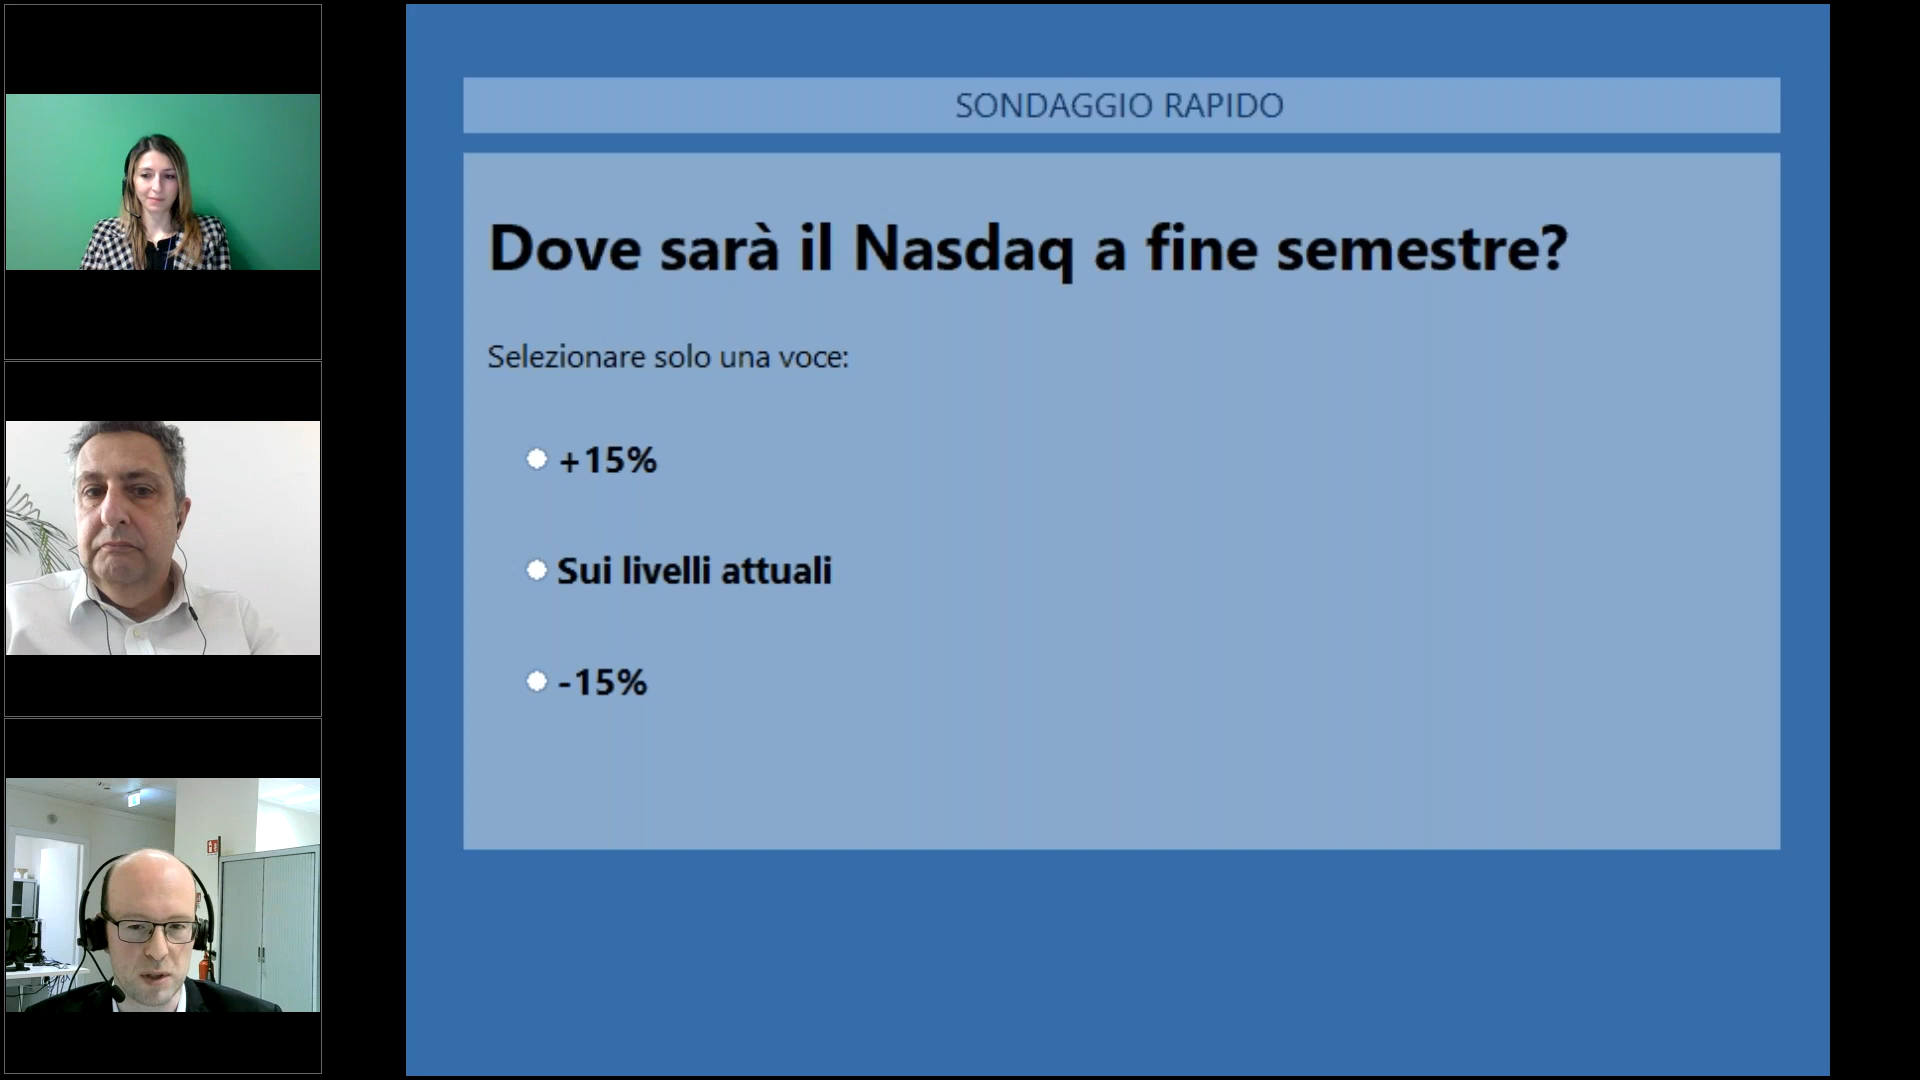 SONDAGGIO RAPIDO
Dove sarà il Nasdaq a fine semestre?
Selezionare solo una voce:
+15%
Sui livelli attuali
-15%